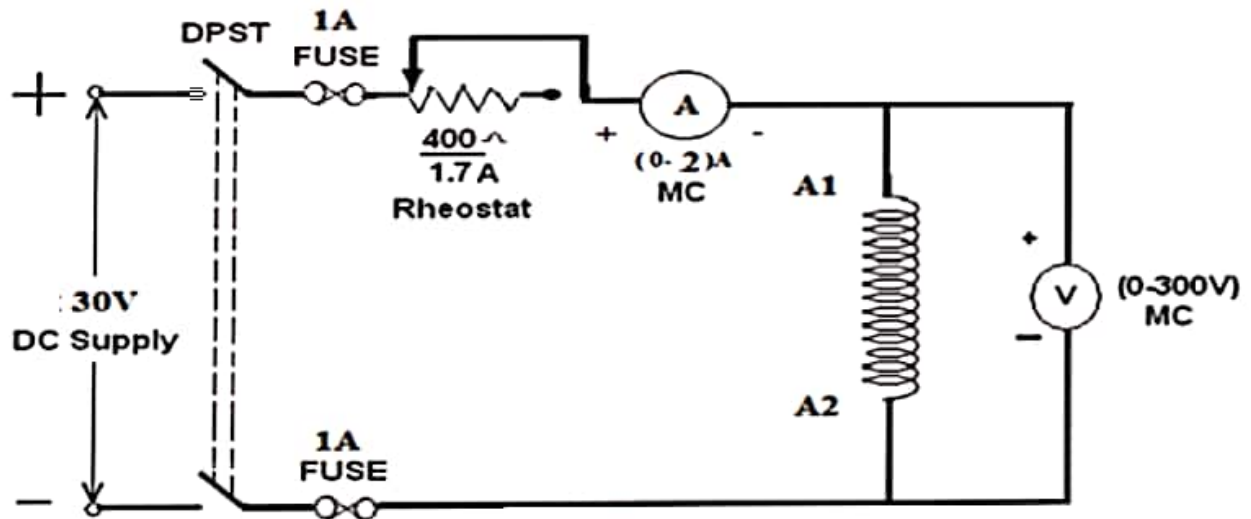 DPST
1A
FUSE
+
A
+ -
400
1.7 A
Rheostat
(0- 2)A
MC
A1
30V
DC Supply
+
V
(0-300V)
MC
−
A2
1A
FUSE
−